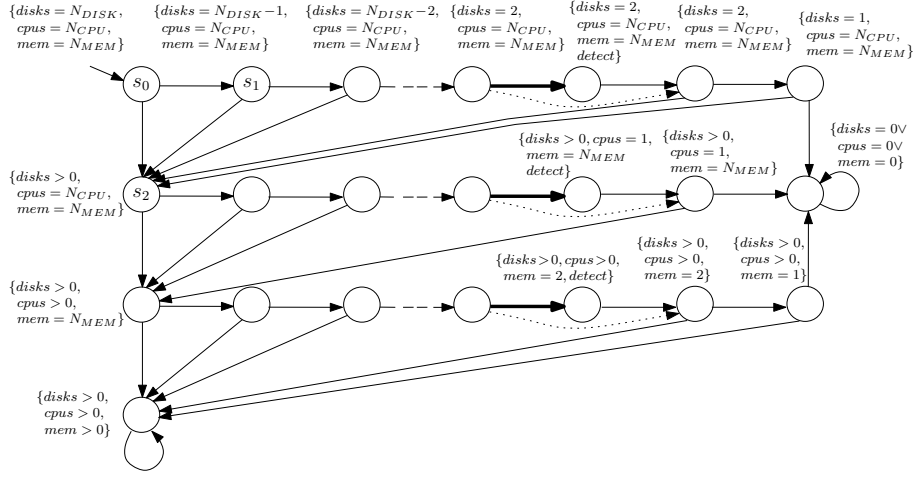 {disks = N_DISK,
cpus = N_CPU,
mem = N_MEM}
{disks = N_DISK−1,
cpus = N_CPU,
mem = N_MEM}
{disks = N_DISK−2,
cpus = N_CPU,
mem = N_MEM}
{disks = 2,
cpus = N_CPU,
mem = N_MEM}
{disks = 2,
cpus = N_CPU,
mem = N_MEM
detect}
{disks = 2,
cpus = N_CPU,
mem = N_MEM}
{disks = 1,
cpus = N_CPU,
mem = N_MEM}
s_0
s_1
{disks > 0,
cpus = N_CPU,
mem = N_MEM}
s_2
{disks > 0, cpus = 1,
mem = N_MEM
detect}
{disks > 0,
cpus = 1,
mem = N_MEM}
{disks = 0∨
cpus = 0∨
mem = 0}
{disks > 0,
cpus > 0,
mem = N_MEM}
{disks > 0, cpus > 0,
mem = 2, detect}
{disks > 0,
cpus > 0,
mem = 2}
{disks > 0,
cpus > 0,
mem = 1}
{disks > 0,
cpus > 0,
mem > 0}